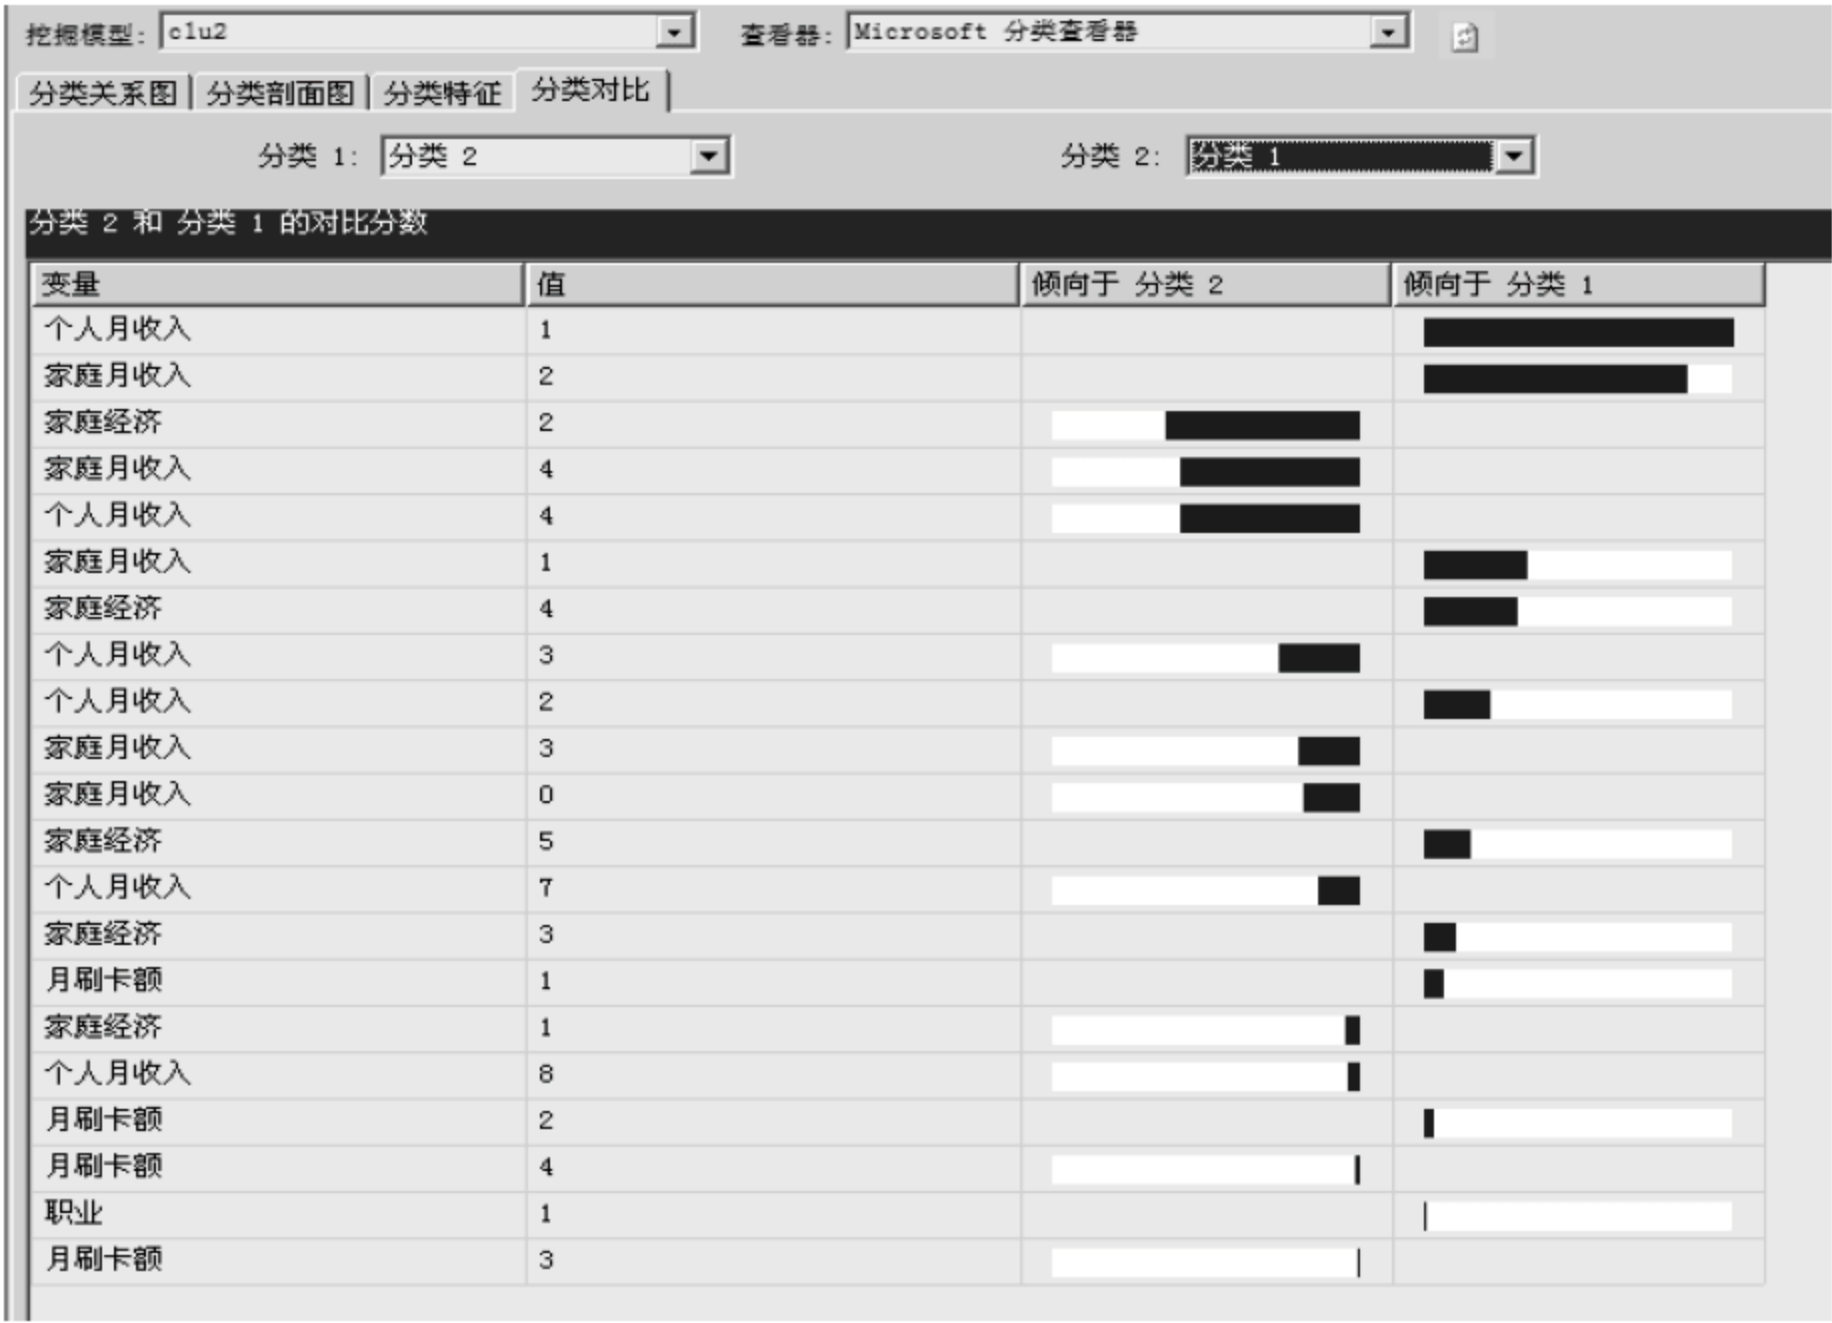 挖掘模型: clu2 查看器: Microsoft 分类查看器
分类关系图 分类剖面图 分类特征 分类对比
分类 1: 分类 2 分类 2: 分类 1
分类 2 和 分类 1 的对比分数
变量 值 倾向于 分类 2 倾向于 分类 1
个人月收入 1
家庭月收入 2
家庭经济 2
家庭月收入 4
个人月收入 4
家庭月收入 1
家庭经济 4
个人月收入 3
个人月收入 2
家庭月收入 3
家庭月收入 0
家庭经济 5
个人月收入 7
家庭经济 3
月刷卡额 1
家庭经济 1
个人月收入 8
月刷卡额 2
月刷卡额 4
职业 1
月刷卡额 3